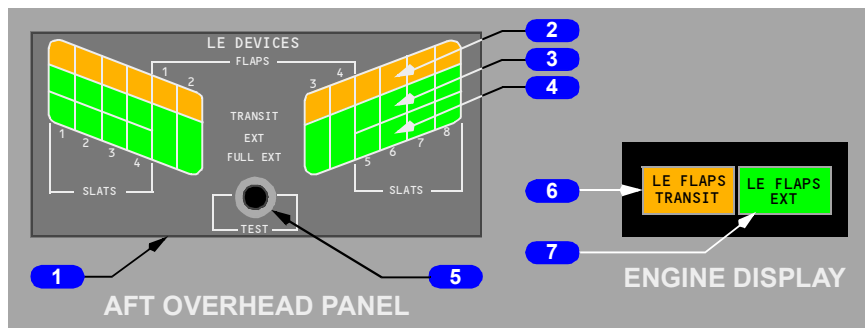 LE DEVICES
FLAPS
1
2
3
4
TRANSIT
EXT
FULL EXT
1
2
3
4
5
6
7
8
SLATS
SLATS
TEST
1
2
3
4
5
AFT OVERHEAD PANEL
LE FLAPS
TRANSIT
LE FLAPS
EXT
6
7
ENGINE DISPLAY